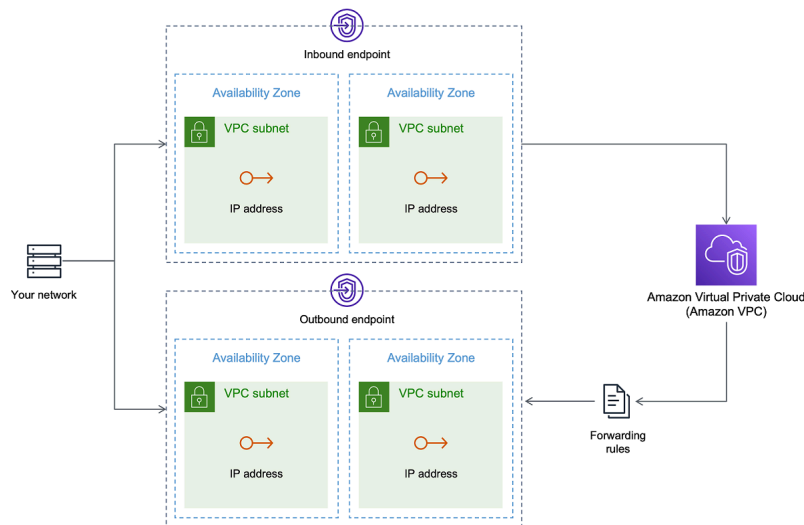 Inbound endpoint
Availability Zone
Availability Zone
VPC subnet
VPC subnet
IP address
IP address
Your network
Amazon Virtual Private Cloud
(Amazon VPC)
Outbound endpoint
Availability Zone
Availability Zone
VPC subnet
VPC subnet
Forwarding
rules
IP address
IP address